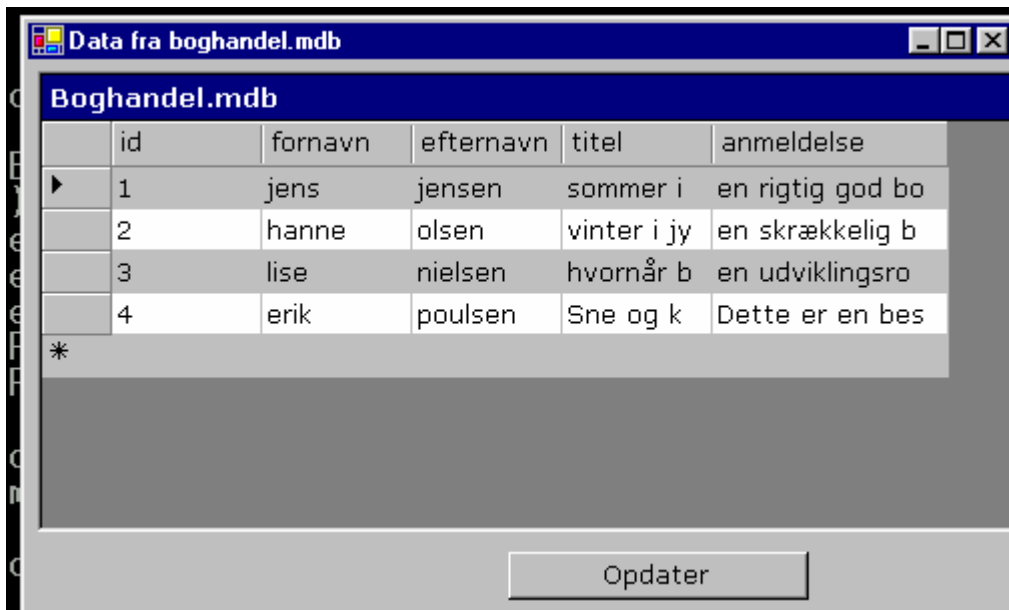 Data fra boghandel.mdb
Boghandel.mdb
id fornavn efternavn titel anmeldelse
1 jens jensen sommer i en rigtig god bo
2 hanne olsen vinter i jy en skrækkelig b
3 lise nielsen hvornår b en udviklingsro
4 erik poulsen Sne og k Dette er en bes
*
Opdater